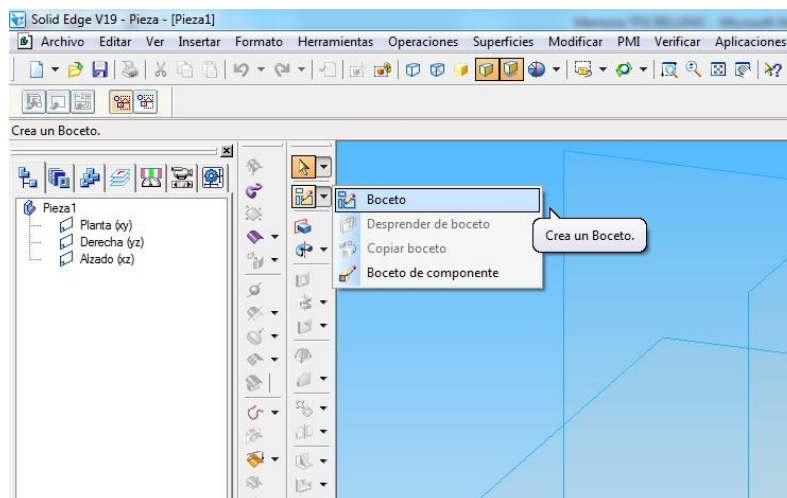 Solid Edge V19 - Pieza - [Pieza1]
Archivo Editar Ver Insertar Formato Herramientas Operaciones Superficies Modificar PMI Verificar Aplicaciones
Crea un Boceto.
Pieza1
Planta (xy)
Derecha (yz)
Alzado (xz)
Boceto
Desprender de boceto
Copiar boceto
Boceto de componente
Crea un Boceto.